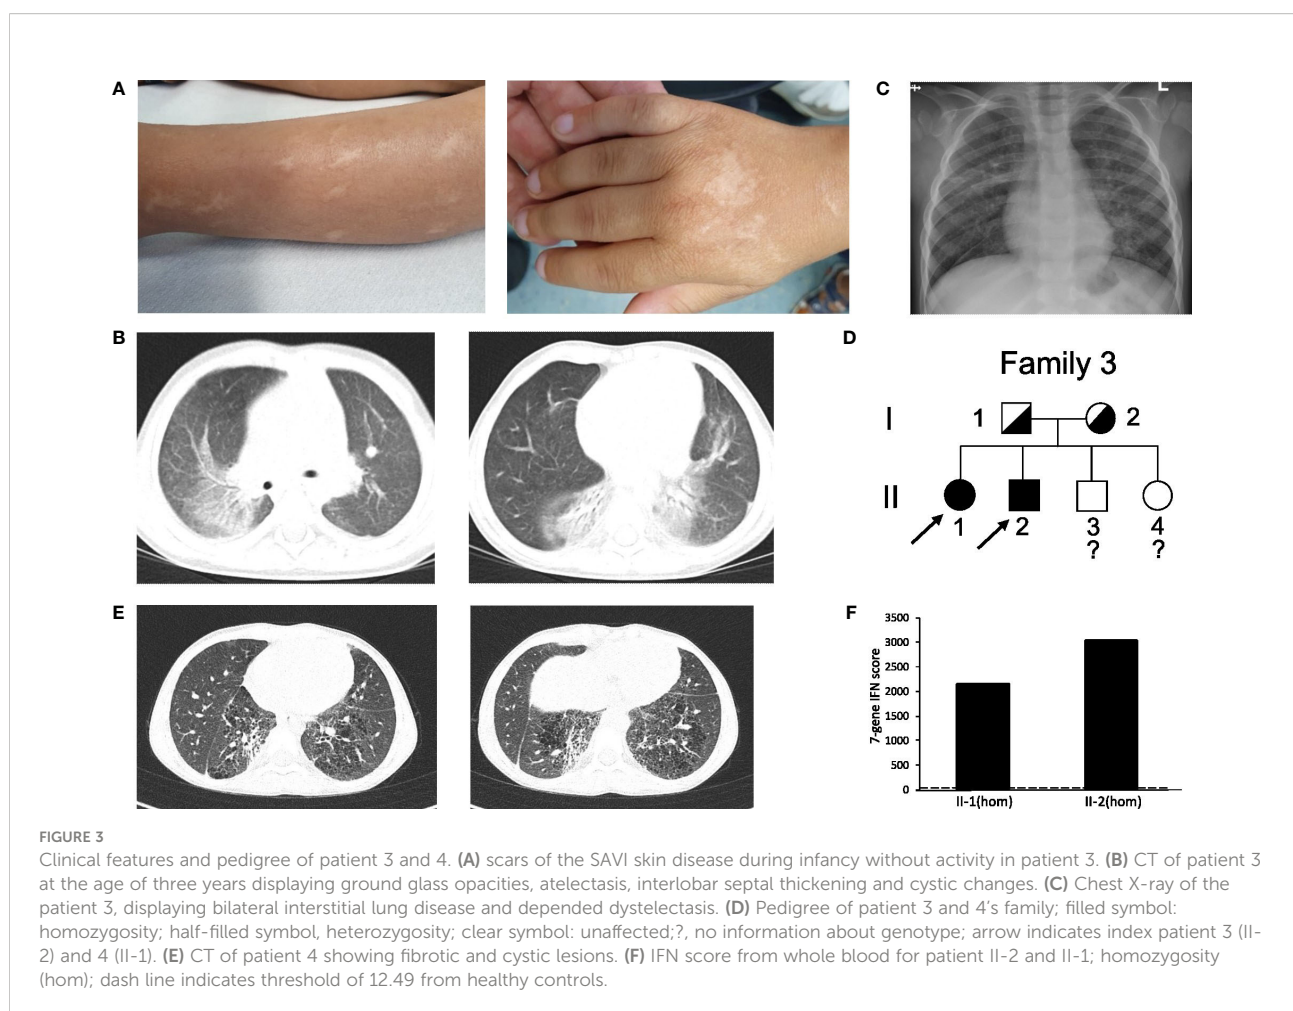 A
C
L
B
D
Family 3
I
1
2
II
1
2
3
4
?
?
E
F
7-gene IFN score
3500
3000
2500
2000
1500
1000
500
0
II-1(hom)
II-2(hom)
FIGURE 3
Clinical features and pedigree of patient 3 and 4. (A) scars of the SAVI skin disease during infancy without activity in patient 3. (B) CT of patient 3
at the age of three years displaying ground glass opacities, atelectasis, interlobar septal thickening and cystic changes. (C) Chest X-ray of the
patient 3, displaying bilateral interstitial lung disease and depended dystelectasis. (D) Pedigree of patient 3 and 4's family; filled symbol:
homozygosity; half-filled symbol, heterozygosity; clear symbol: unaffected;?, no information about genotype; arrow indicates index patient 3 (II-
2) and 4 (II-1). (E) CT of patient 4 showing fibrotic and cystic lesions. (F) IFN score from whole blood for patient II-2 and II-1; homozygosity
(hom); dash line indicates threshold of 12.49 from healthy controls.